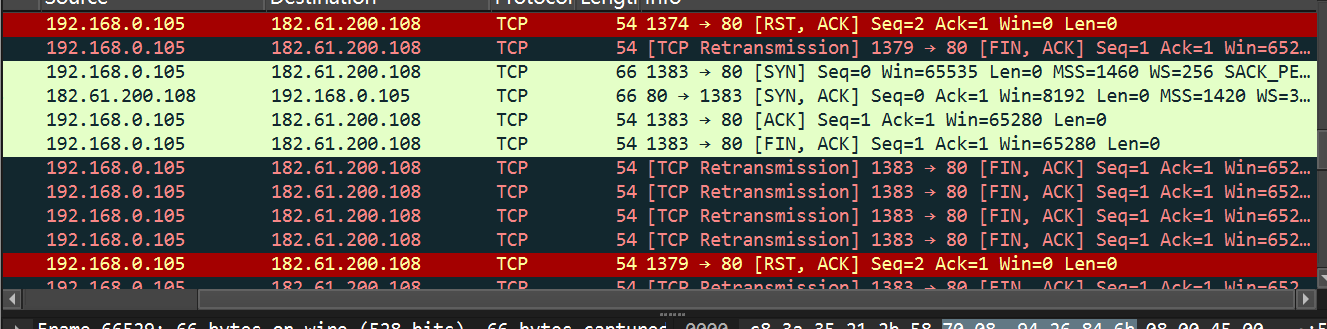 Source Destination Protocol Length Info
192.168.0.105 182.61.200.108 TCP 54 1374 → 80 [RST, ACK] Seq=2 Ack=1 Win=0 Len=0
192.168.0.105 182.61.200.108 TCP 54 [TCP Retransmission] 1379 → 80 [FIN, ACK] Seq=1 Ack=1 Win=652…
192.168.0.105 182.61.200.108 TCP 66 1383 → 80 [SYN] Seq=0 Win=65535 Len=0 MSS=1460 WS=256 SACK_PE…
182.61.200.108 192.168.0.105 TCP 66 80 → 1383 [SYN, ACK] Seq=0 Ack=1 Win=8192 Len=0 MSS=1420 WS=3…
192.168.0.105 182.61.200.108 TCP 54 1383 → 80 [ACK] Seq=1 Ack=1 Win=65280 Len=0
192.168.0.105 182.61.200.108 TCP 54 1383 → 80 [FIN, ACK] Seq=1 Ack=1 Win=65280 Len=0
192.168.0.105 182.61.200.108 TCP 54 [TCP Retransmission] 1383 → 80 [FIN, ACK] Seq=1 Ack=1 Win=652…
192.168.0.105 182.61.200.108 TCP 54 [TCP Retransmission] 1383 → 80 [FIN, ACK] Seq=1 Ack=1 Win=652…
192.168.0.105 182.61.200.108 TCP 54 [TCP Retransmission] 1383 → 80 [FIN, ACK] Seq=1 Ack=1 Win=652…
192.168.0.105 182.61.200.108 TCP 54 [TCP Retransmission] 1383 → 80 [FIN, ACK] Seq=1 Ack=1 Win=652…
192.168.0.105 182.61.200.108 TCP 54 1379 → 80 [RST, ACK] Seq=2 Ack=1 Win=0 Len=0
192.168.0.105 182.61.200.108 TCP 54 [TCP Retransmission] 1383 → 80 [FIN, ACK] Seq=1 Ack=1 Win=652…
Frame 66529: 66 bytes on wire (528 bits), 66 bytes captured 0000 c8 3a 35 21 2b 58 70 08 94 26 84 6b 08 00 45 00